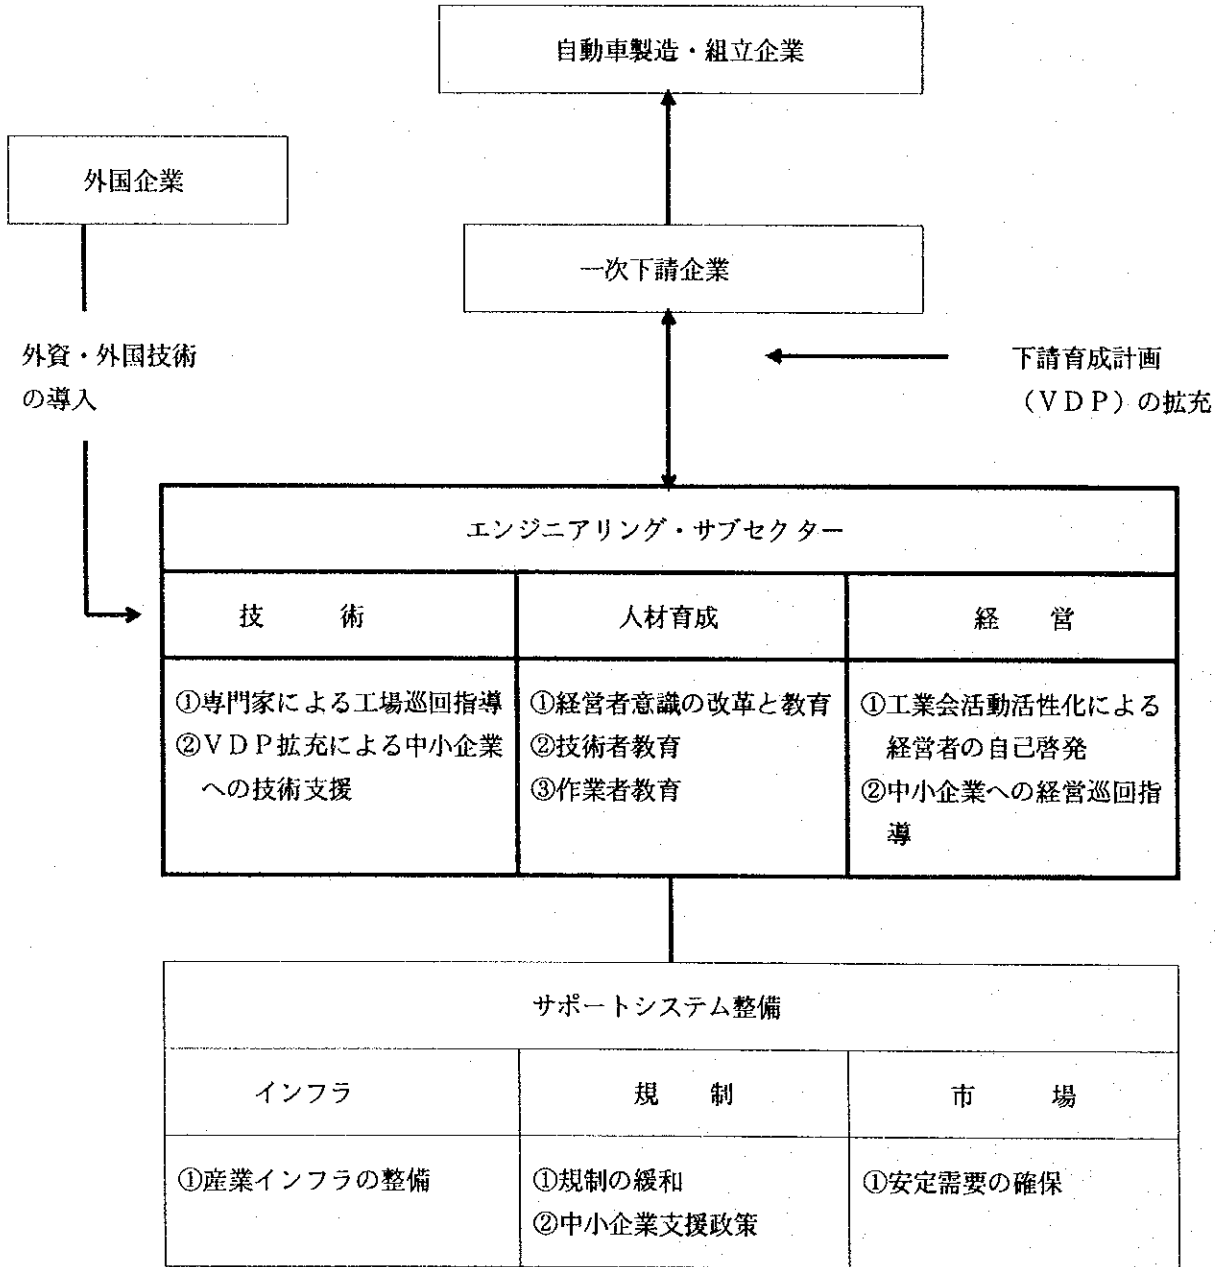 自動車製造・組立企業
外国企業
一次下請企業
外資・外国技術
の導入
下請育成計画
（VDP）の拡充
エンジニアリング・サブセクター
技　　　術
人材育成
経　　営
①専門家による工場巡回指導
②VDP拡充による中小企業
への技術支援
①経営者意識の改革と教育
②技術者教育
③作業者教育
①工業会活動活性化による
経営者の自己啓発
②中小企業への経営巡回指
導
サポートシステム整備
インフラ
規　　制
市　　　場
①産業インフラの整備
①規制の緩和
②中小企業支援政策
①安定需要の確保